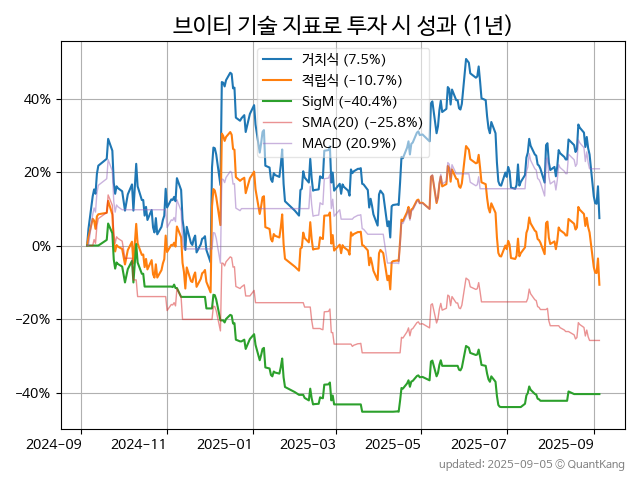 브이티 기술 지표로 투자 시 성과 (1년)
거치식 (7.5%)
적립식 (−10.7%)
SigM (−40.4%)
SMA(20) (−25.8%)
MACD (20.9%)
40%
20%
0%
−20%
−40%
2024-09 2024-11 2025-01 2025-03 2025-05 2025-07 2025-09
updated: 2025-09-05 © QuantKang